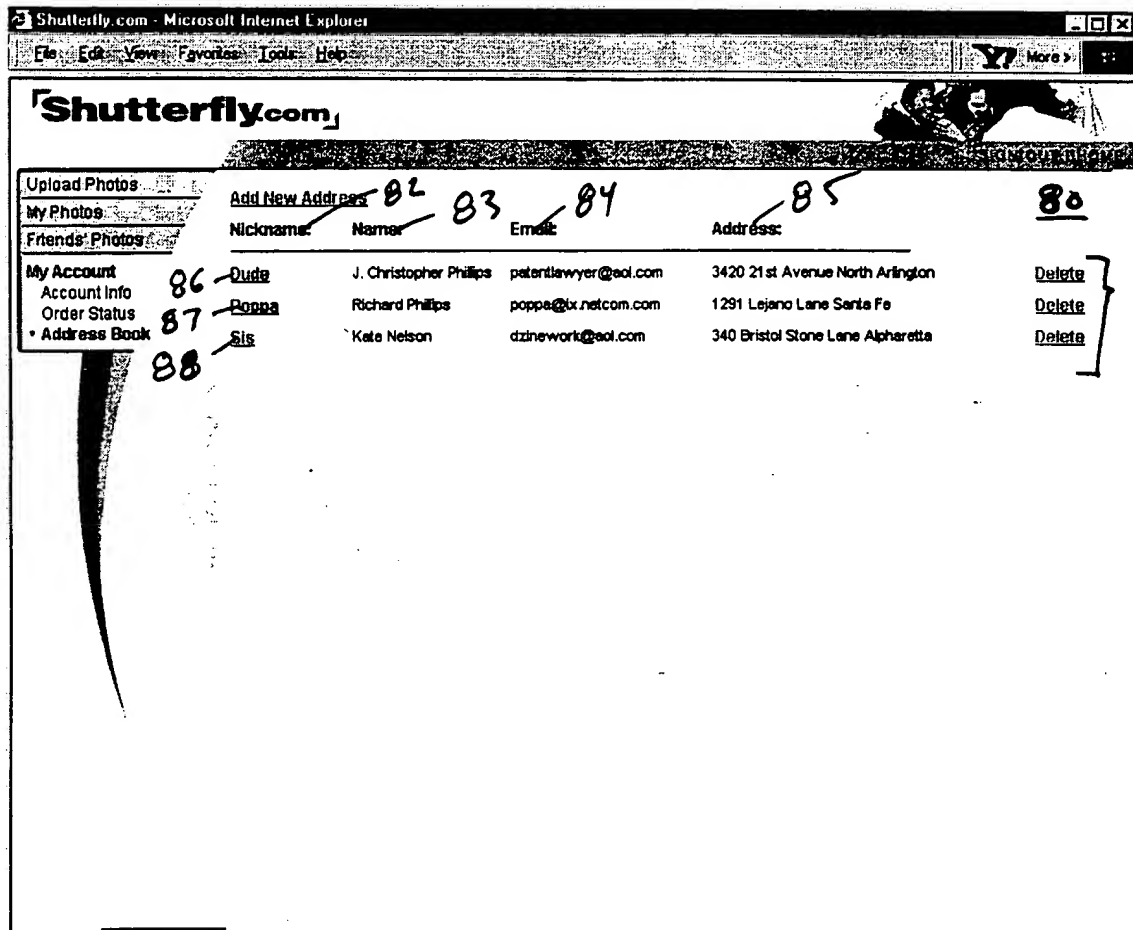 Shutterfly.com - Microsoft Internet Explorer
File Edit View Favorites Tools Help
Y! More >
Shutterfly.com
Upload Photos
My Photos
Friends' Photos
My Account
Account Info
Order Status
• Address Book
Add New Address
82 83 84 85 80
Nickname: Name: Email: Address:
86 Dude J. Christopher Phillips patentlawyer@aol.com 3420 21st Avenue North Arlington Delete
87 Poppa Richard Phillips poppa@ix.netcom.com 1291 Lejano Lane Santa Fe Delete
88 Sis Kate Nelson dzinework@aol.com 340 Bristol Stone Lane Alpharetta Delete